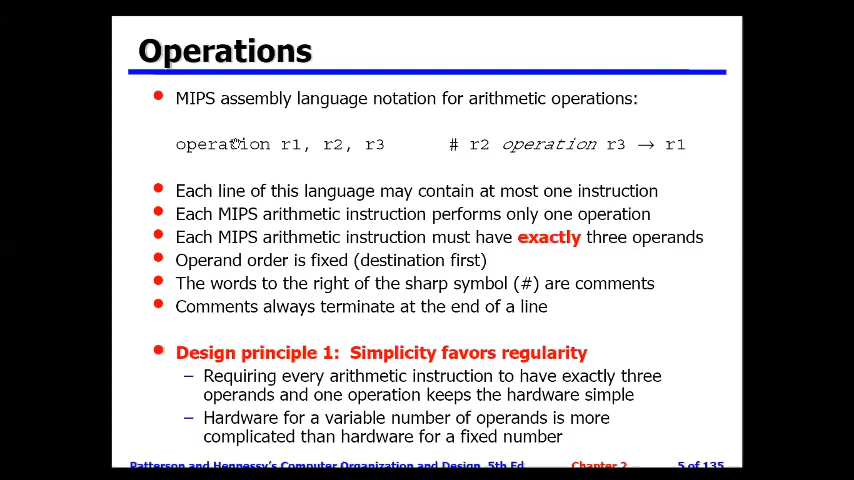 Operations
• MIPS assembly language notation for arithmetic operations:
operation r1, r2, r3 # r2 operation r3 → r1
• Each line of this language may contain at most one instruction
• Each MIPS arithmetic instruction performs only one operation
• Each MIPS arithmetic instruction must have exactly three operands
• Operand order is fixed (destination first)
• The words to the right of the sharp symbol (#) are comments
• Comments always terminate at the end of a line
• Design principle 1: Simplicity favors regularity
– Requiring every arithmetic instruction to have exactly three
operands and one operation keeps the hardware simple
– Hardware for a variable number of operands is more
complicated than hardware for a fixed number
Patterson and Hennessy's Computer Organization and Design, 5th Ed. Chapter 2 5 of 135